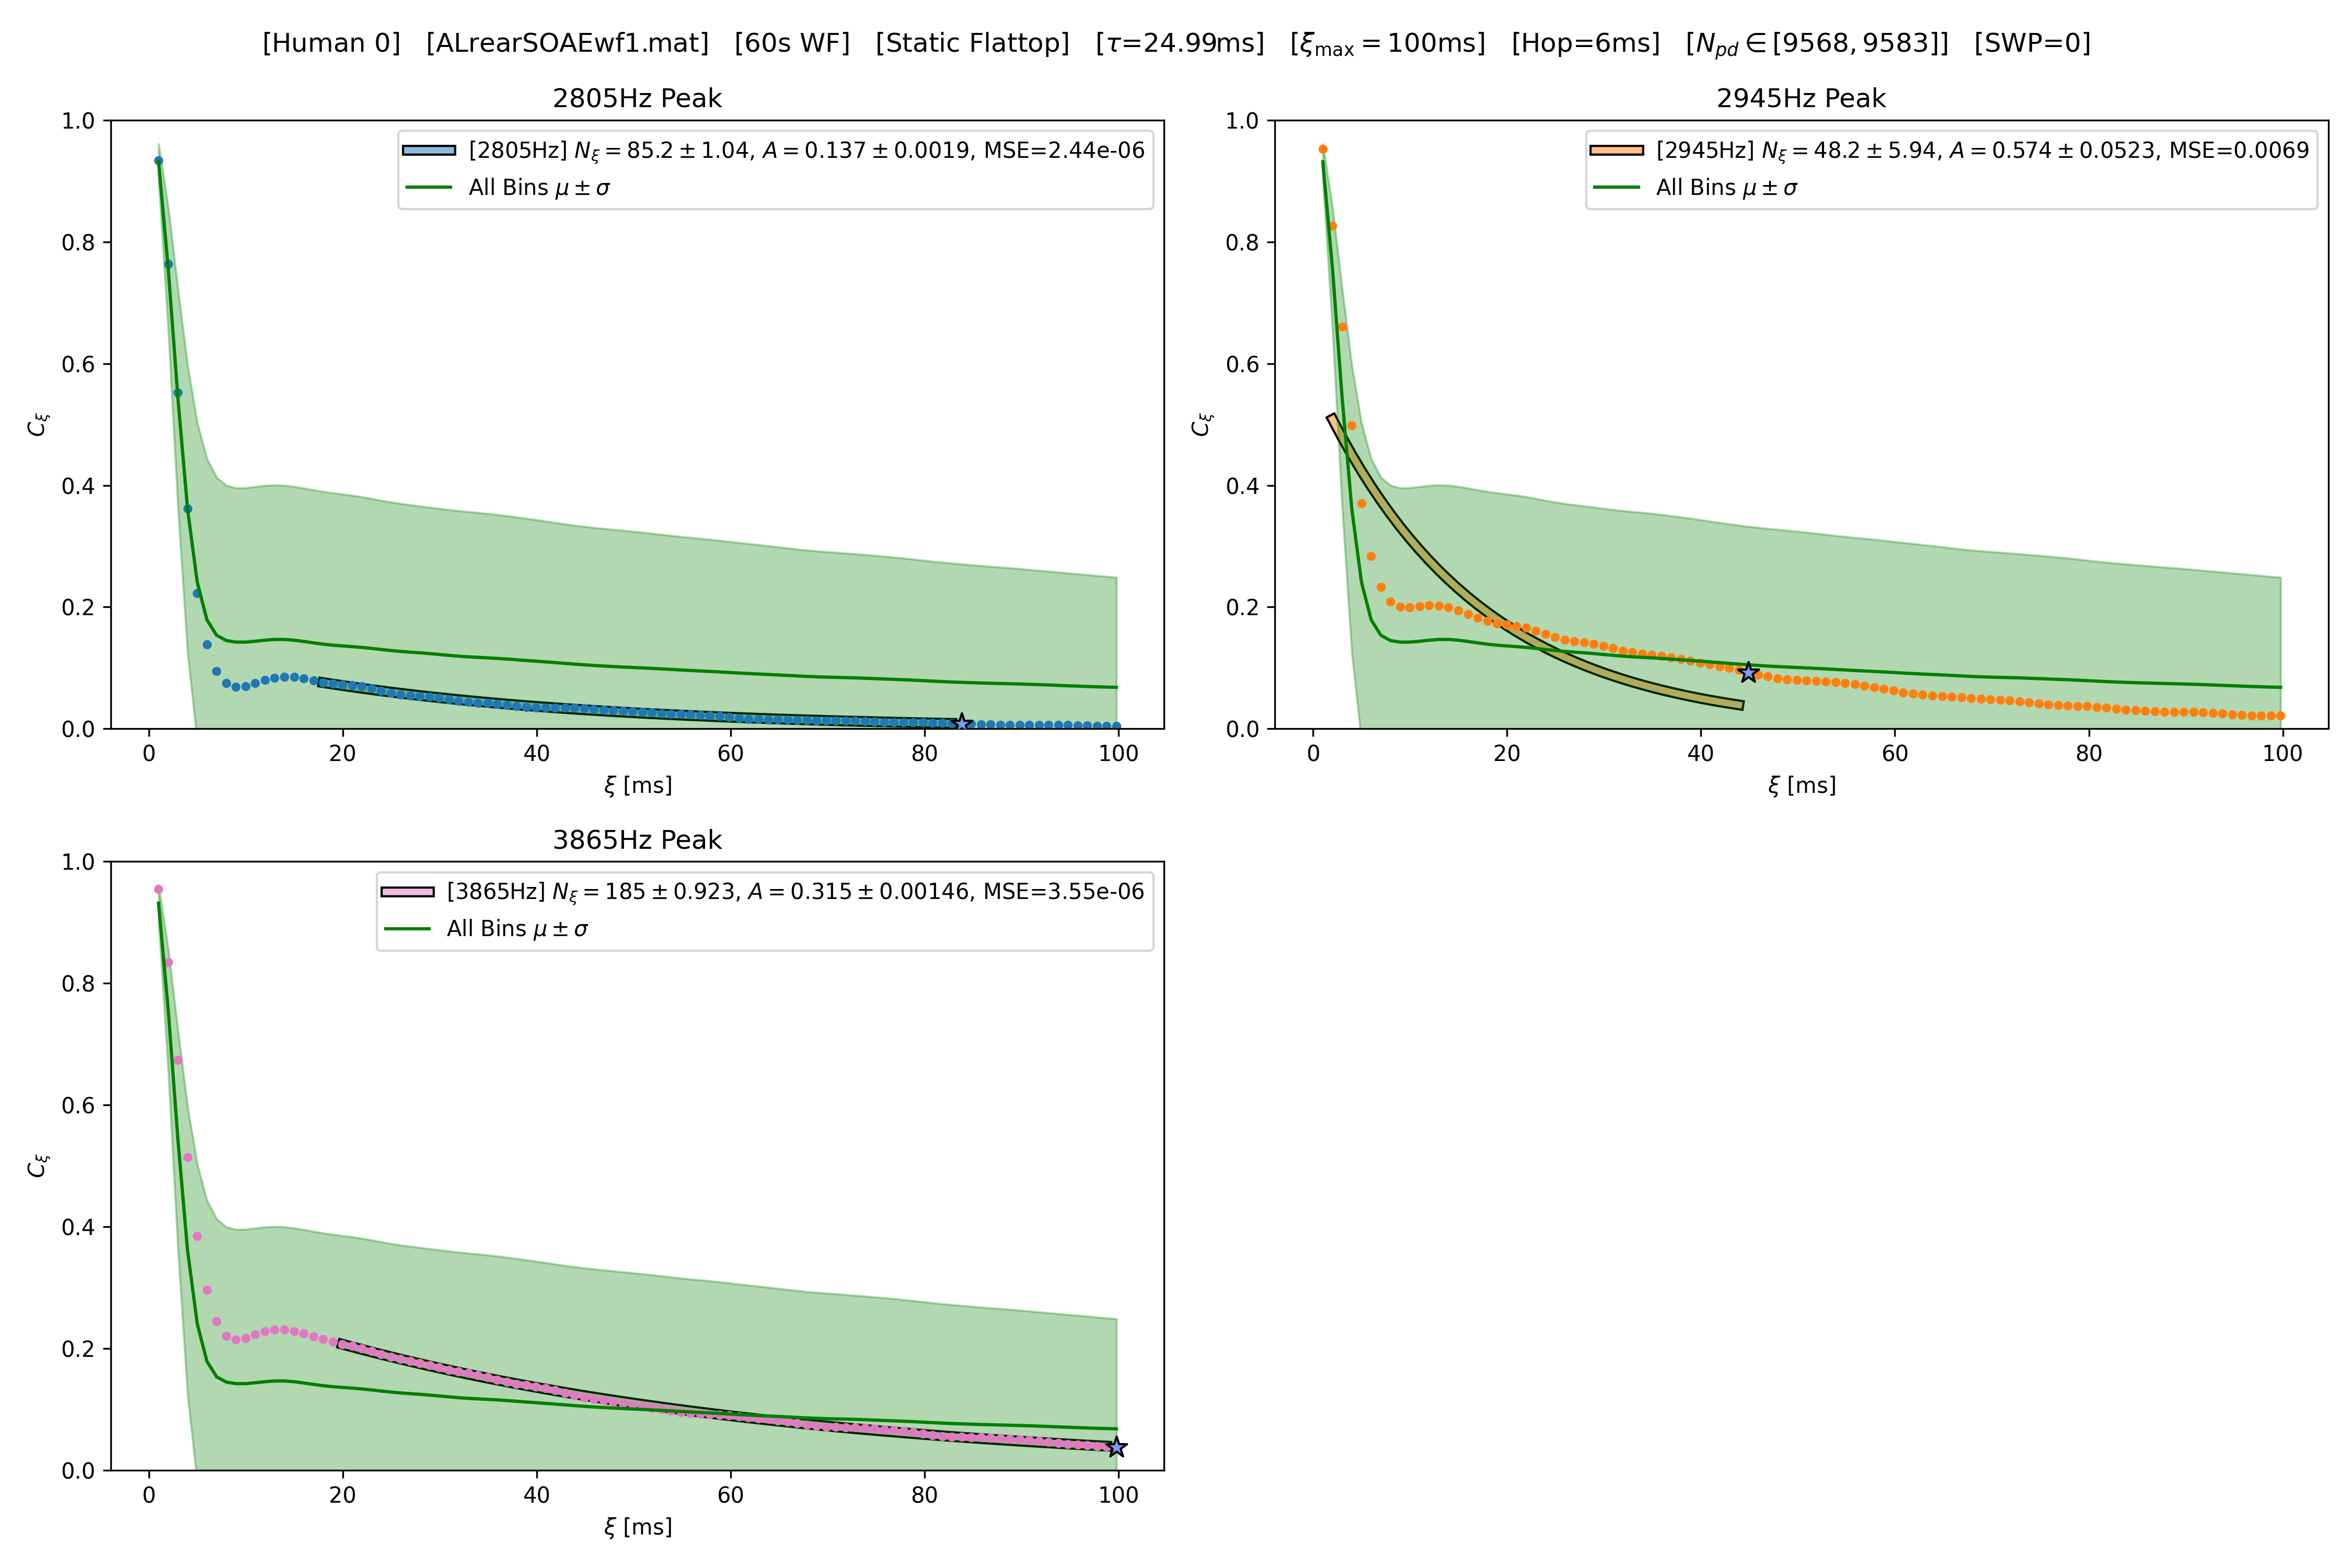 [Human 0] [ALrearSOAEwf1.mat] [60s WF] [Static Flattop] [τ=24.99ms] [ξmax = 100ms] [Hop=6ms] [Npd ∈ [9568, 9583]] [SWP=0]
2805Hz Peak
1.0
0.8
0.6
0.4
0.2
0.0
Cξ
[2805Hz] Nξ = 85.2 ± 1.04, A = 0.137 ± 0.0019, MSE=2.44e-06
All Bins μ ± σ
0 20 40 60 80 100
ξ [ms]
2945Hz Peak
1.0
0.8
0.6
0.4
0.2
0.0
Cξ
[2945Hz] Nξ = 48.2 ± 5.94, A = 0.574 ± 0.0523, MSE=0.0069
All Bins μ ± σ
0 20 40 60 80 100
ξ [ms]
3865Hz Peak
1.0
0.8
0.6
0.4
0.2
0.0
Cξ
[3865Hz] Nξ = 185 ± 0.923, A = 0.315 ± 0.00146, MSE=3.55e-06
All Bins μ ± σ
0 20 40 60 80 100
ξ [ms]